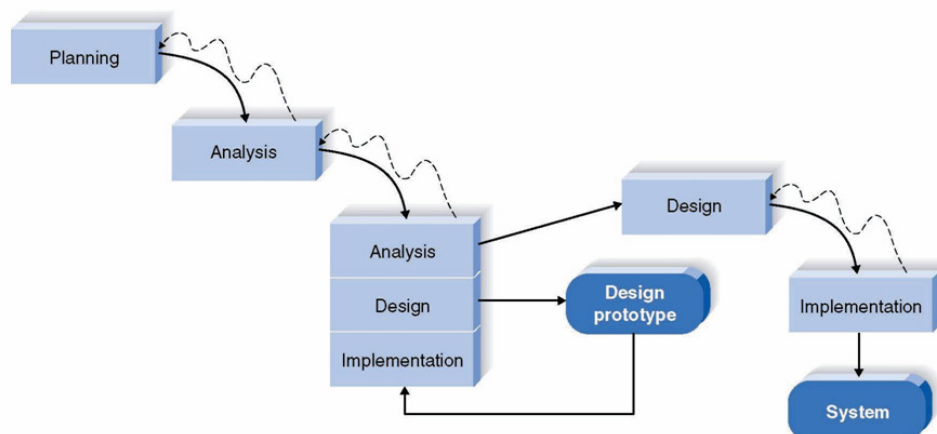 Planning
Analysis
Analysis
Design
Implementation
Design
prototype
Design
Implementation
System